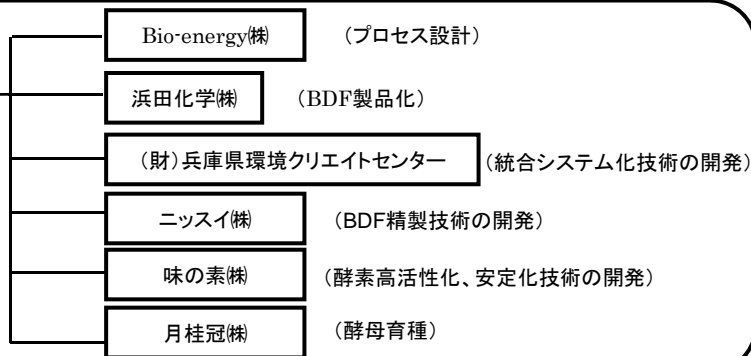 Bio-energy㈱ （プロセス設計）
浜田化学㈱ （BDF製品化）
（財）兵庫県環境クリエイトセンター （統合システム化技術の開発）
ニッスイ㈱ （BDF精製技術の開発）
味の素㈱ （酵素高活性化、安定化技術の開発）
月桂冠㈱ （酵母育種）